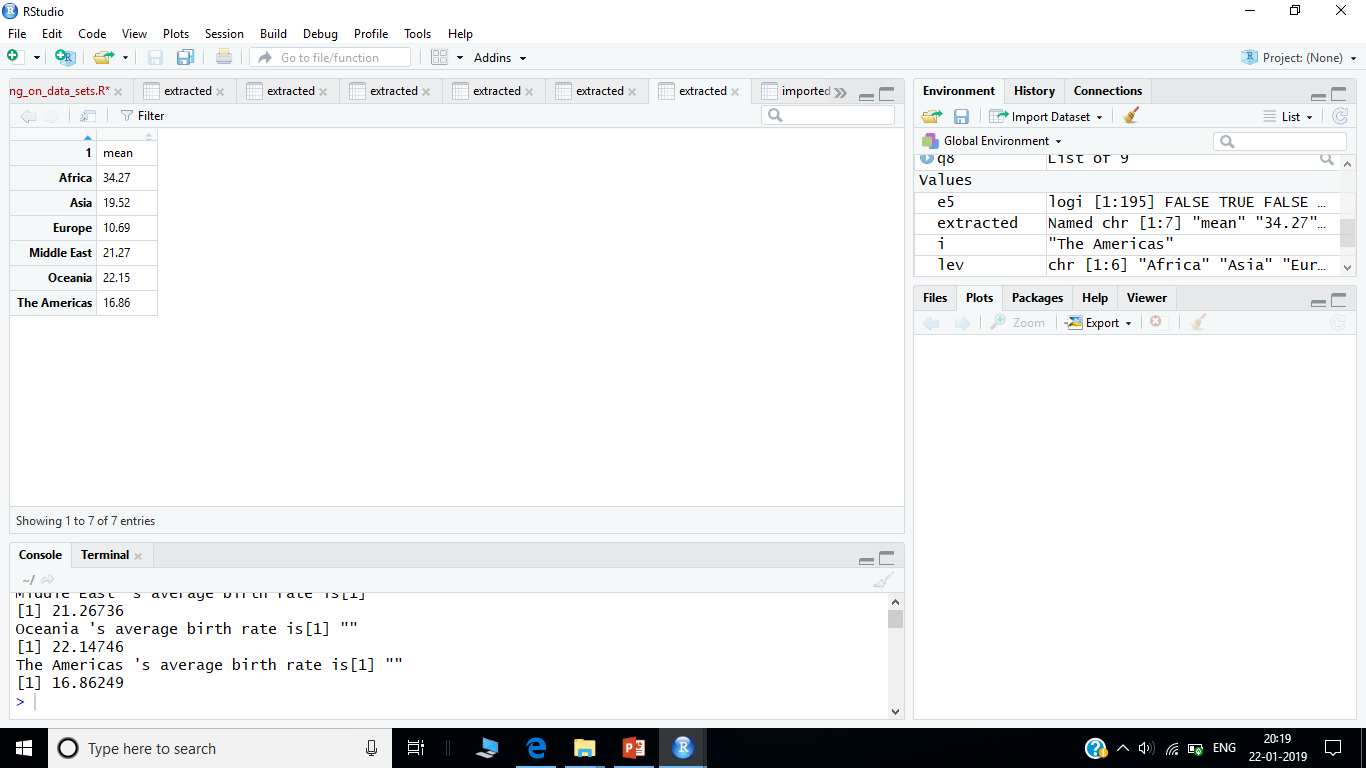 RStudio
File Edit Code View Plots Session Build Debug Profile Tools Help
Go to file/function Addins Project: (None)
ng_on_data_sets.R* extracted extracted extracted extracted extracted extracted imported
Filter
1 mean
Africa 34.27
Asia 19.52
Europe 10.69
Middle East 21.27
Oceania 22.15
The Americas 16.86
Showing 1 to 7 of 7 entries
Console Terminal
~/
Middle East 's average birth rate is[1]
[1] 21.26736
Oceania 's average birth rate is[1] ""
[1] 22.14746
The Americas 's average birth rate is[1] ""
[1] 16.86249
>
Environment History Connections
Import Dataset List
Global Environment
q8 List of 9
Values
e5 logi [1:195] FALSE TRUE FALSE …
extracted Named chr [1:7] "mean" "34.27"…
i "The Americas"
lev chr [1:6] "Africa" "Asia" "Eur…
Files Plots Packages Help Viewer
Zoom Export
Type here to search
ENG
20:19
22-01-2019